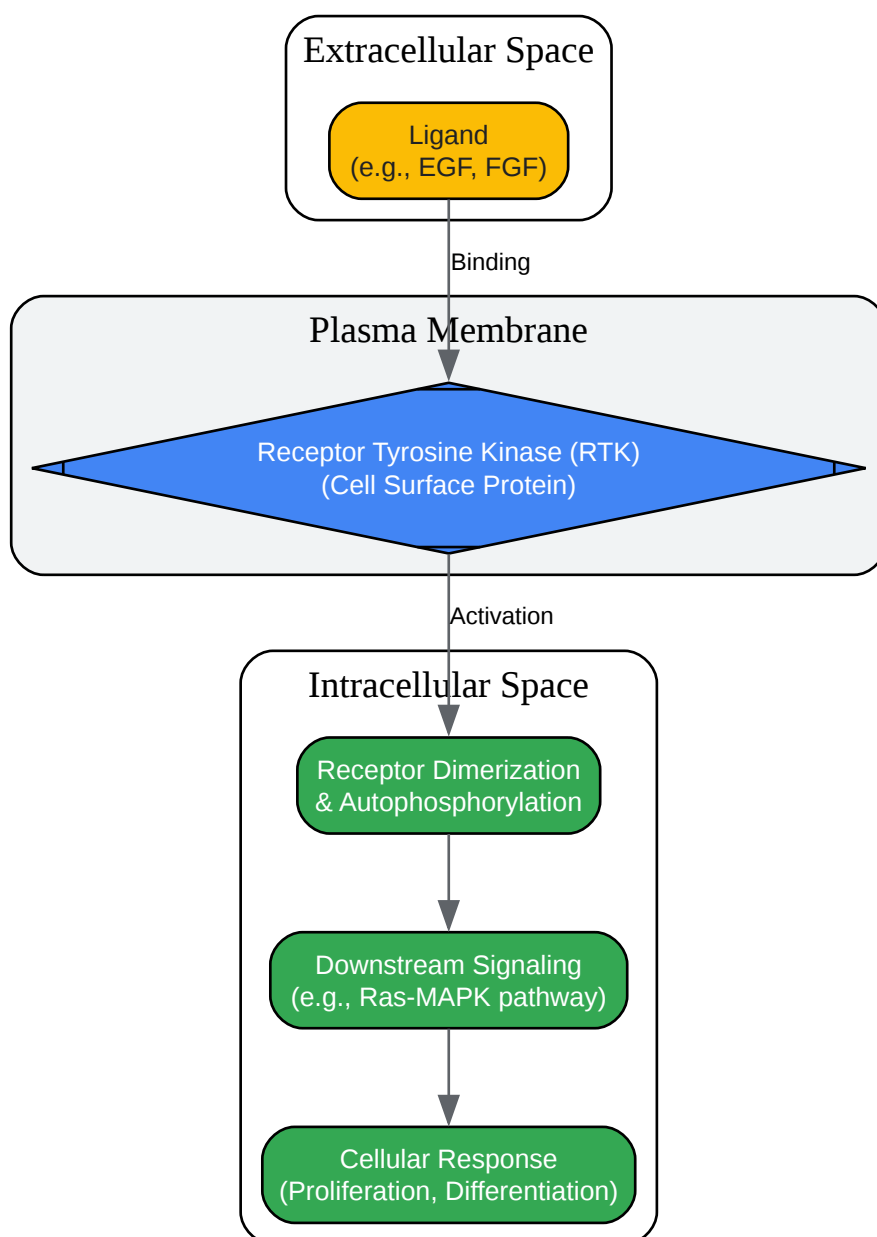 Extracellular Space
Ligand
(e.g., EGF, FGF)
Binding
Plasma Membrane
Receptor Tyrosine Kinase (RTK)
(Cell Surface Protein)
Activation
Intracellular Space
Receptor Dimerization
& Autophosphorylation
Downstream Signaling
(e.g., Ras-MAPK pathway)
Cellular Response
(Proliferation, Differentiation)